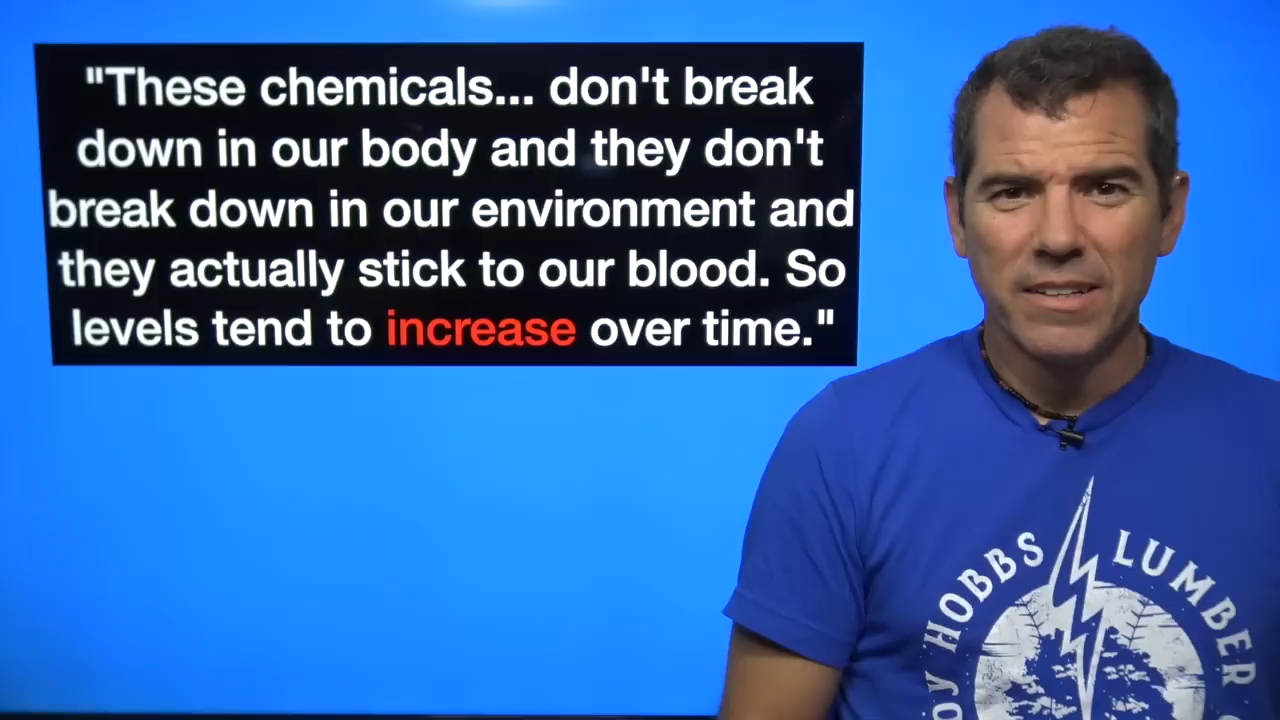 "These chemicals... don't break
down in our body and they don't
break down in our environment and
they actually stick to our blood. So
levels tend to increase over time."
OY HOBBS LUMBER